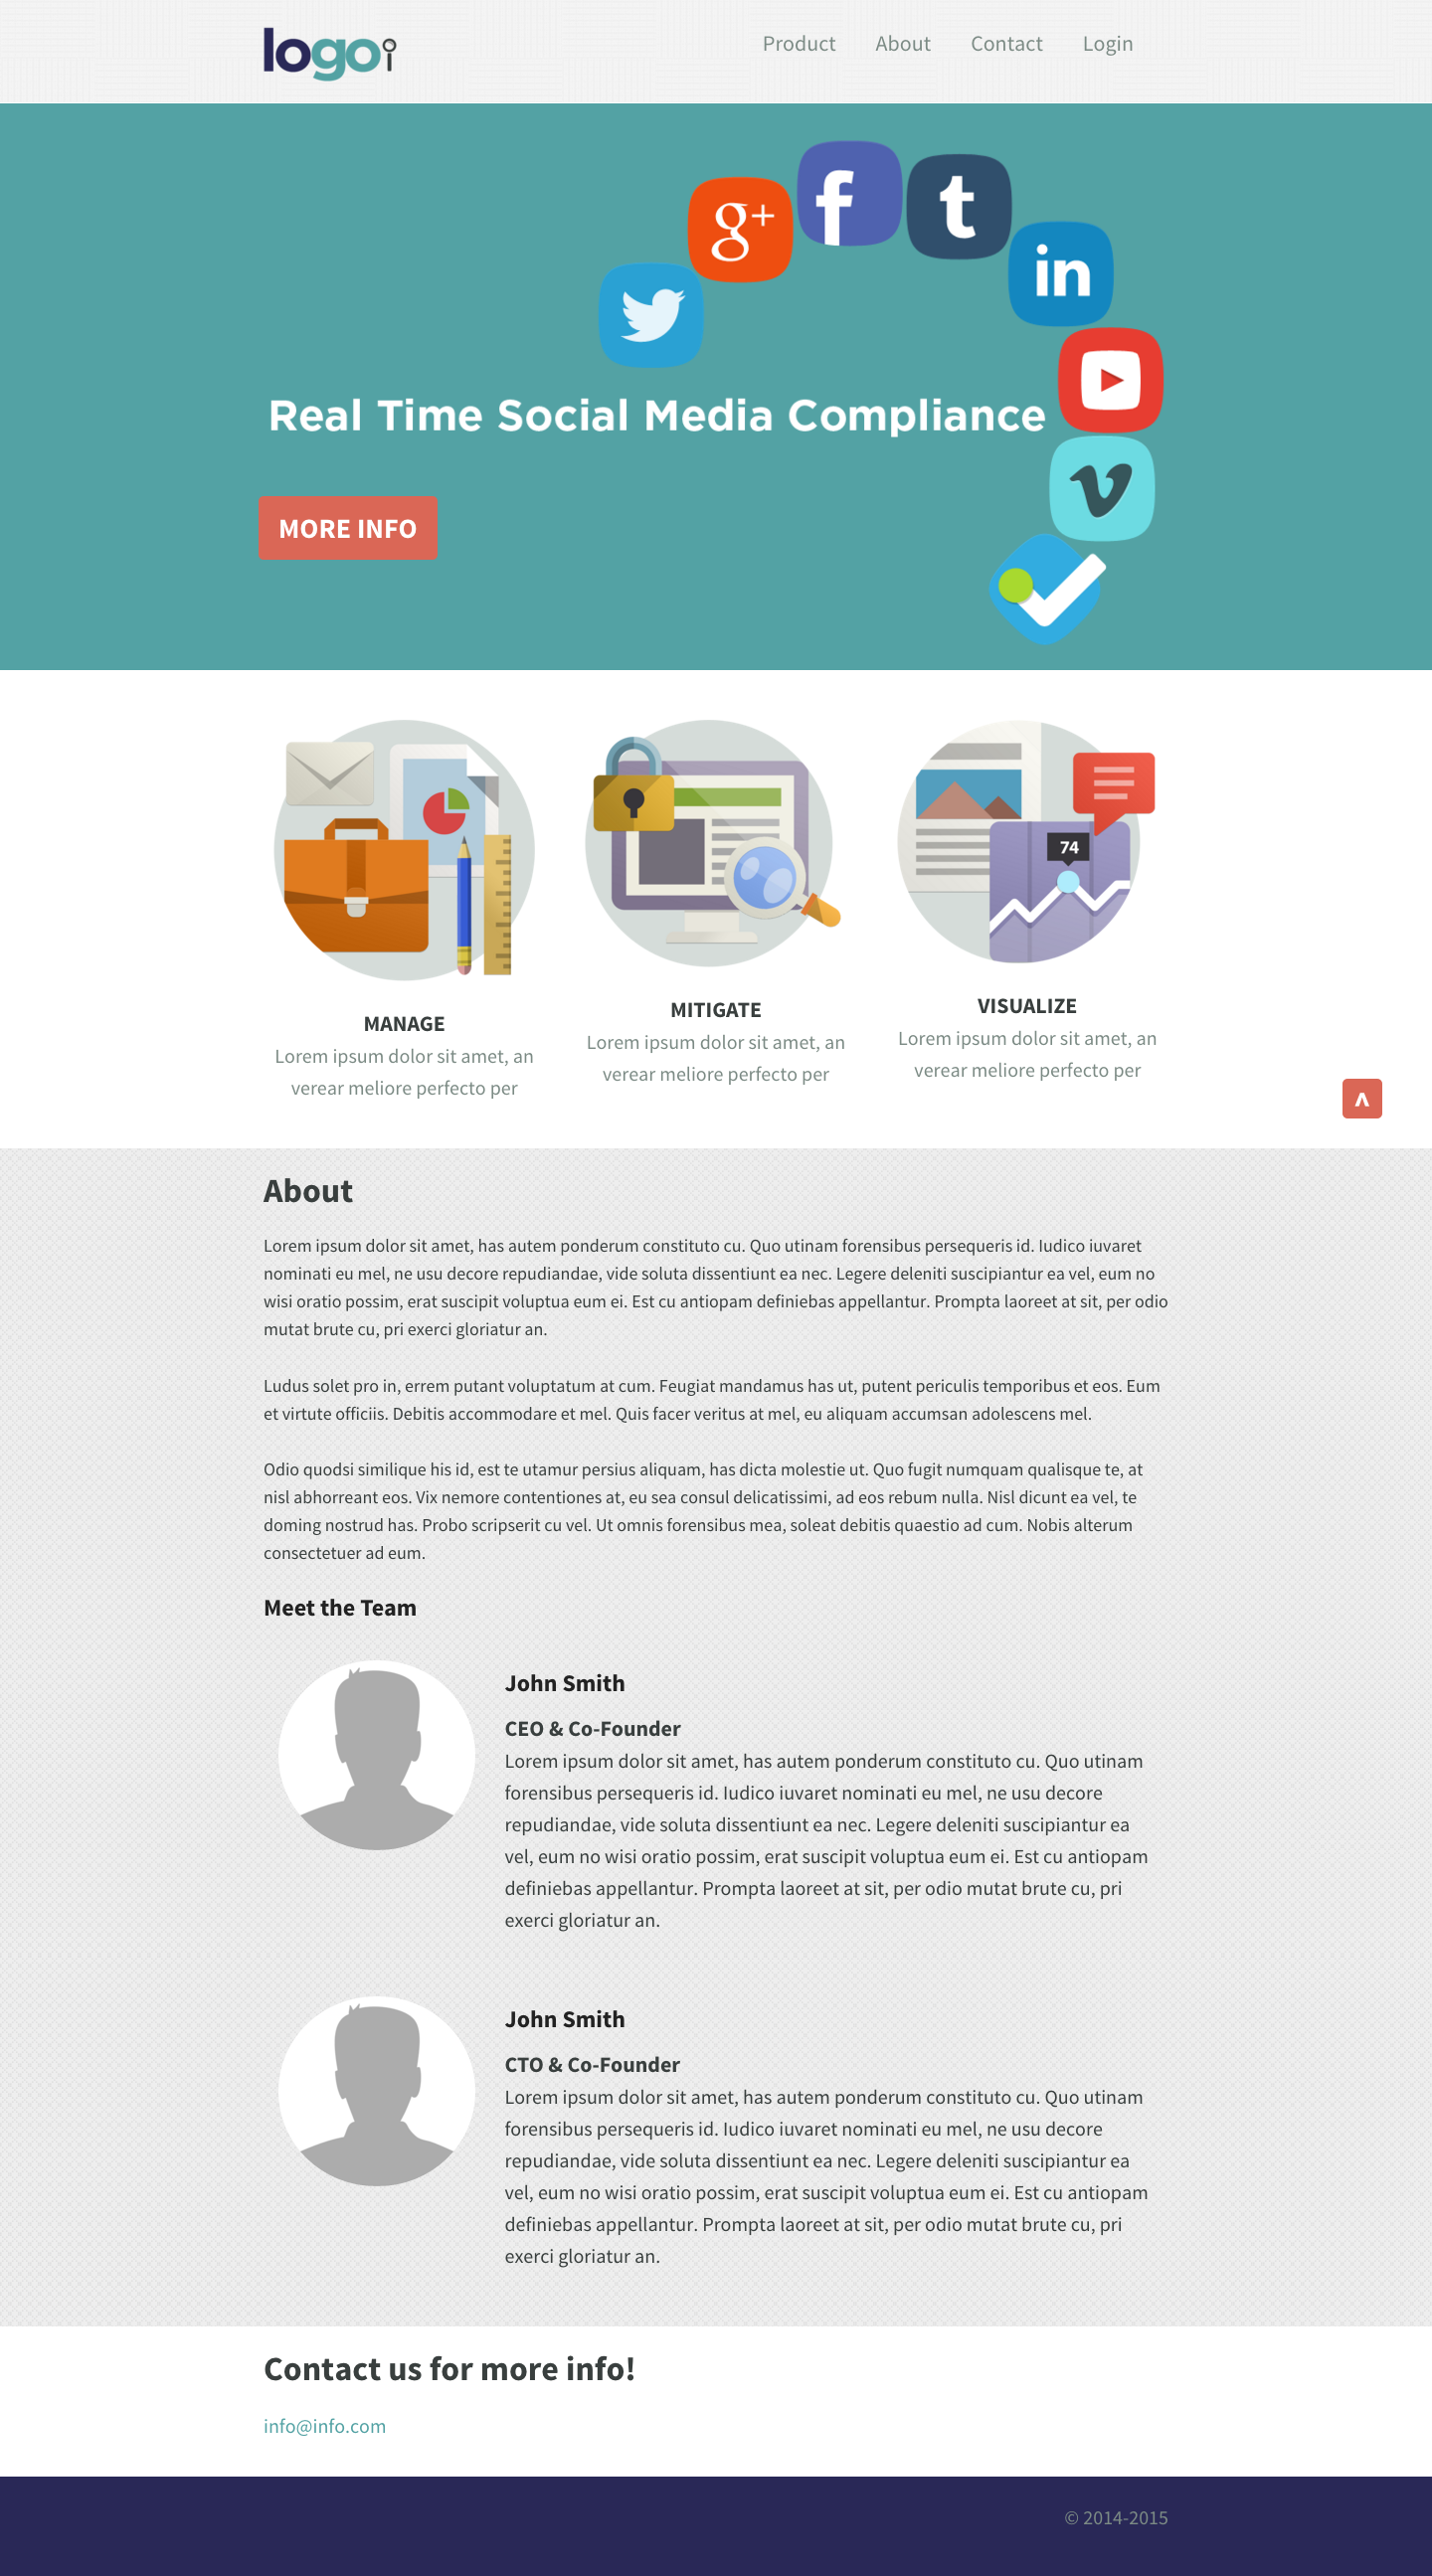 logo
Product About Contact Login
g+ f t
in
Real Time Social Media Compliance
v
MORE INFO
74
MANAGE
Lorem ipsum dolor sit amet, an
verear meliore perfecto per
MITIGATE
Lorem ipsum dolor sit amet, an
verear meliore perfecto per
VISUALIZE
Lorem ipsum dolor sit amet, an
verear meliore perfecto per
About
Lorem ipsum dolor sit amet, has autem ponderum constituto cu. Quo utinam forensibus persequeris id. Iudico iuvaret
nominati eu mel, ne usu decore repudiandae, vide soluta dissentiunt ea nec. Legere deleniti suscipiantur ea vel, eum no
wisi oratio possim, erat suscipit voluptua eum ei. Est cu antiopam definiebas appellantur. Prompta laoreet at sit, per odio
mutat brute cu, pri exerci gloriatur an.
Ludus solet pro in, errem putant voluptatum at cum. Feugiat mandamus has ut, putent periculis temporibus et eos. Eum
et virtute officiis. Debitis accommodare et mel. Quis facer veritus at mel, eu aliquam accumsan adolescens mel.
Odio quodsi similique his id, est te utamur persius aliquam, has dicta molestie ut. Quo fugit numquam qualisque te, at
nisl abhorreant eos. Vix nemore contentiones at, eu sea consul delicatissimi, ad eos rebum nulla. Nisl dicunt ea vel, te
doming nostrud has. Probo scripserit cu vel. Ut omnis forensibus mea, soleat debitis quaestio ad cum. Nobis alterum
consectetuer ad eum.
Meet the Team
John Smith
CEO & Co-Founder
Lorem ipsum dolor sit amet, has autem ponderum constituto cu. Quo utinam
forensibus persequeris id. Iudico iuvaret nominati eu mel, ne usu decore
repudiandae, vide soluta dissentiunt ea nec. Legere deleniti suscipiantur ea
vel, eum no wisi oratio possim, erat suscipit voluptua eum ei. Est cu antiopam
definiebas appellantur. Prompta laoreet at sit, per odio mutat brute cu, pri
exerci gloriatur an.
John Smith
CTO & Co-Founder
Lorem ipsum dolor sit amet, has autem ponderum constituto cu. Quo utinam
forensibus persequeris id. Iudico iuvaret nominati eu mel, ne usu decore
repudiandae, vide soluta dissentiunt ea nec. Legere deleniti suscipiantur ea
vel, eum no wisi oratio possim, erat suscipit voluptua eum ei. Est cu antiopam
definiebas appellantur. Prompta laoreet at sit, per odio mutat brute cu, pri
exerci gloriatur an.
Contact us for more info!
info@info.com
© 2014-2015